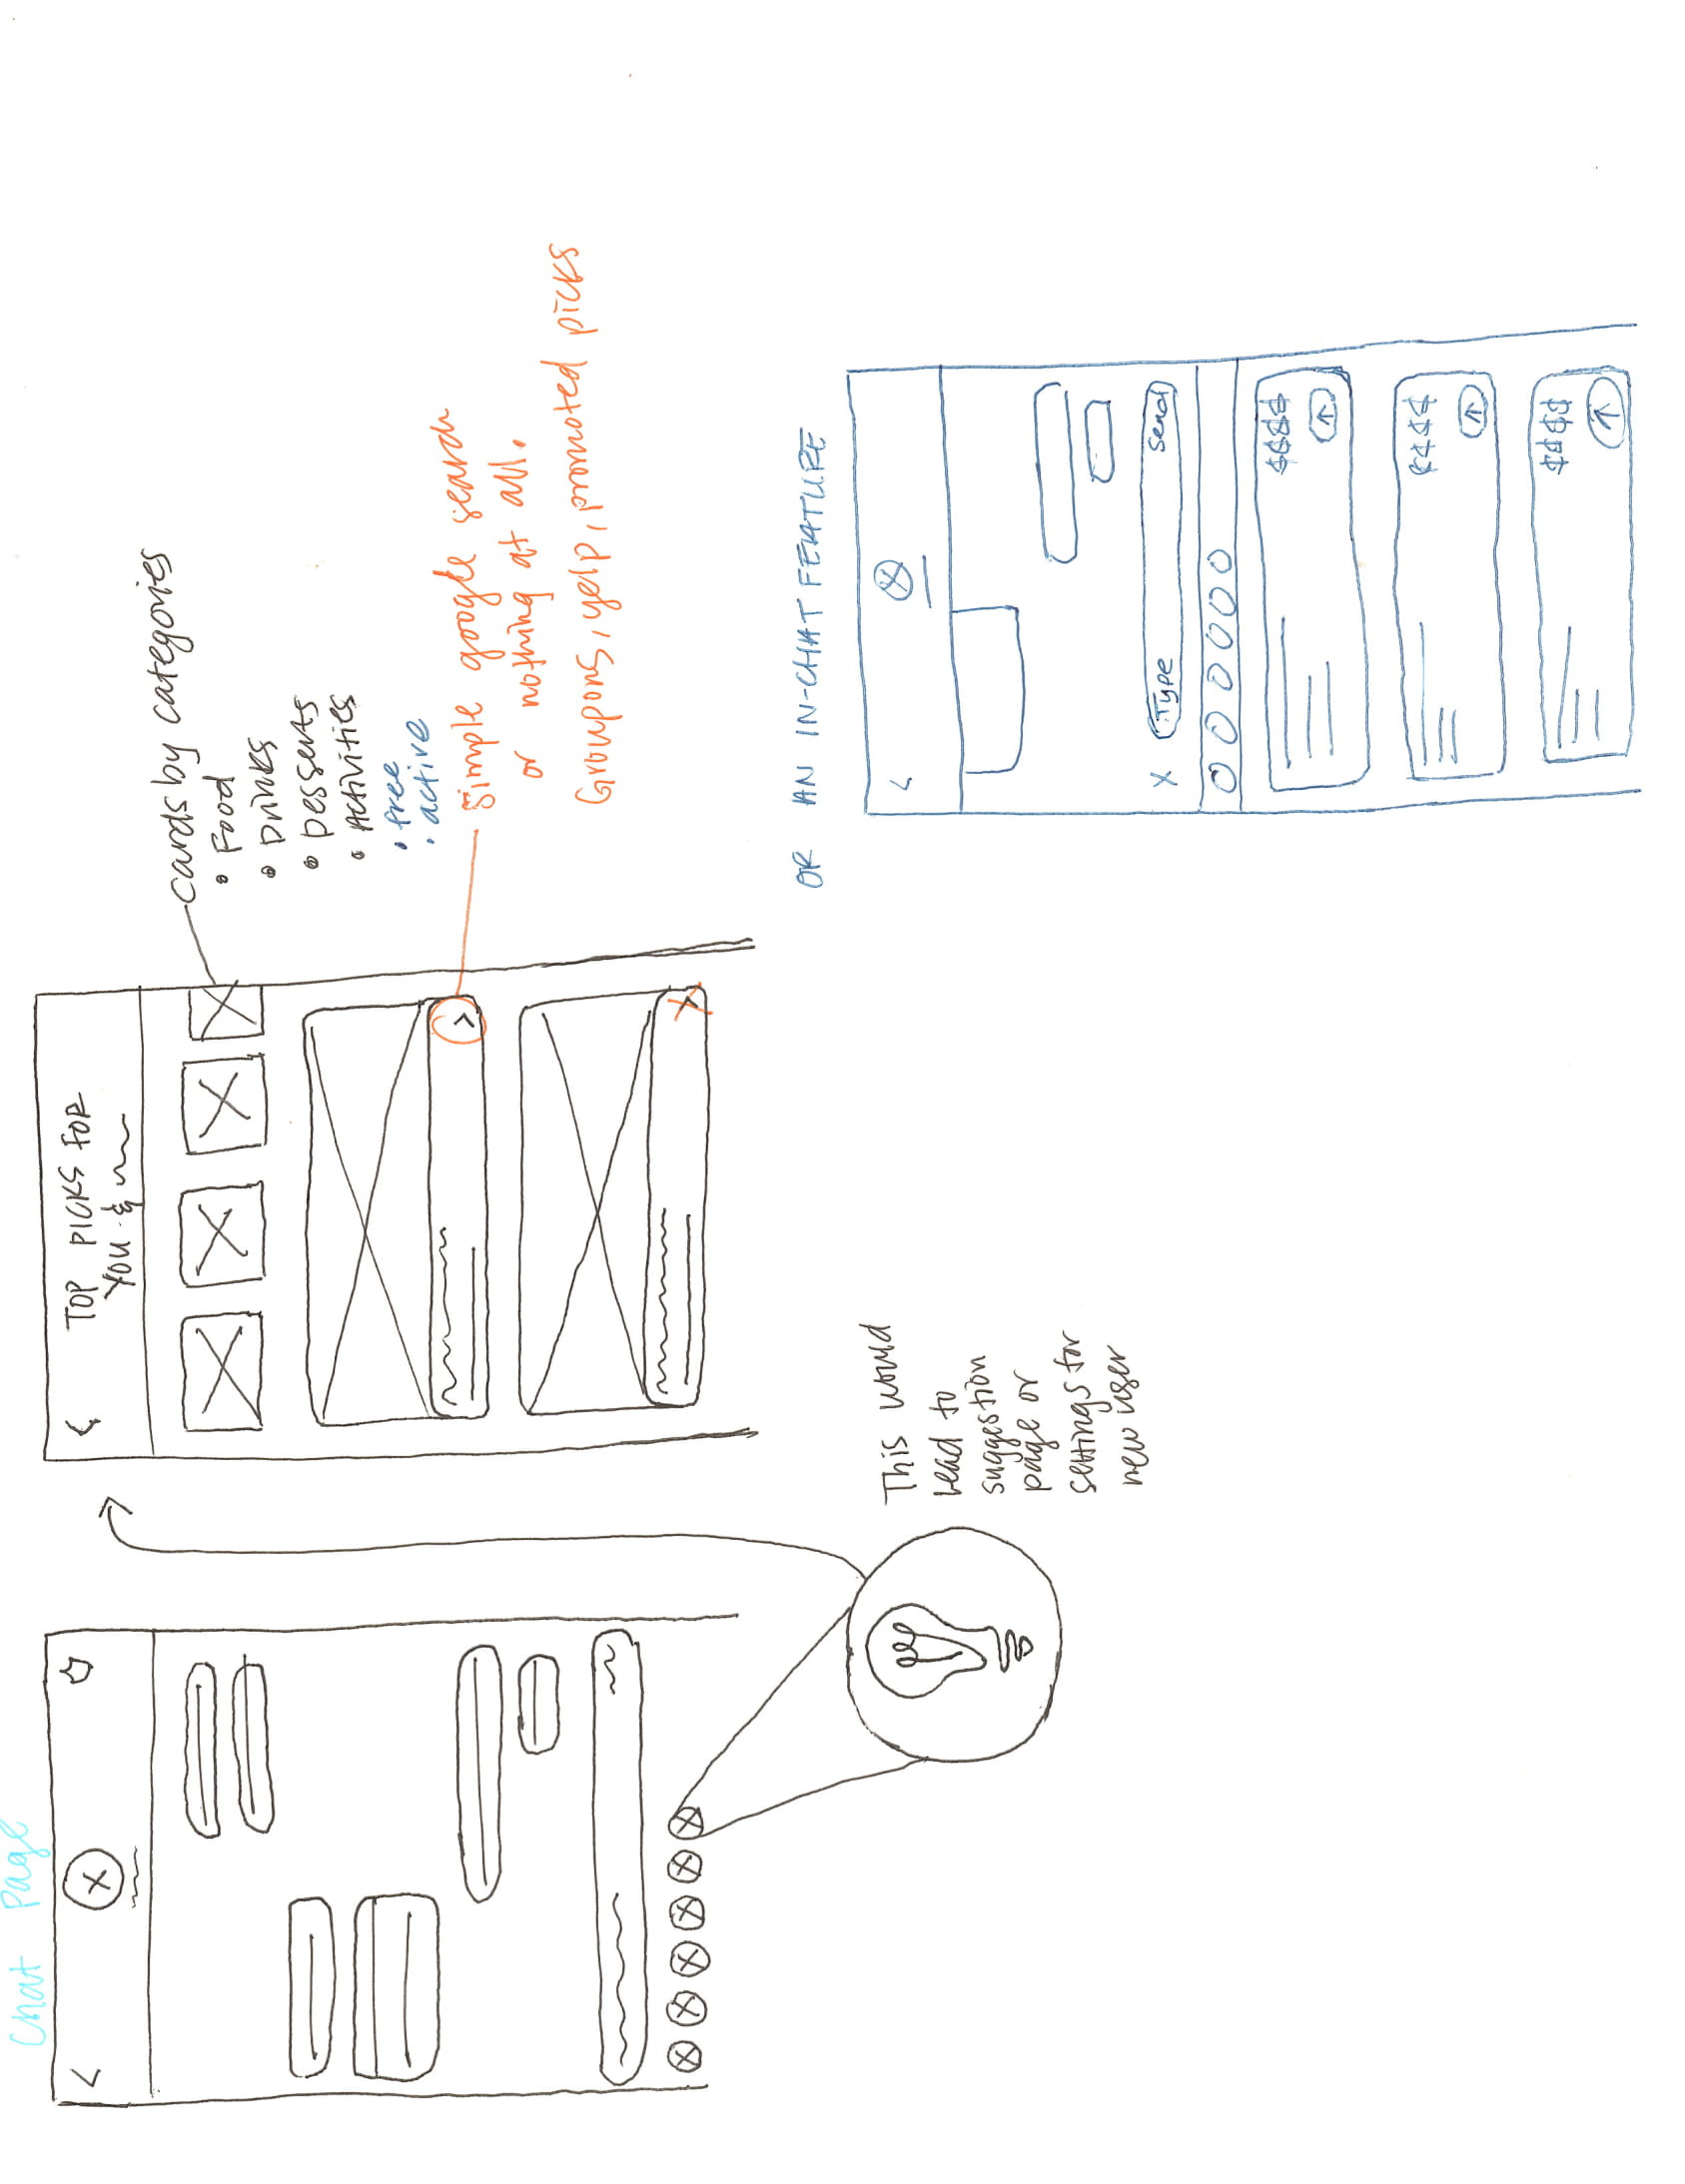 Chat Page
TOP PICKS FOR
YOU &
cards by categories
• Food
• Drinks
• Desserts
• Activities
• free
• active
Simple google search
or nothing at all.
Groupons, yelp, promoted picks
This would
lead to
suggestion
page or
settings for
new user
OR AN IN-CHAT FEATURE
X Type Send
$$$$
$$$$
$$$$